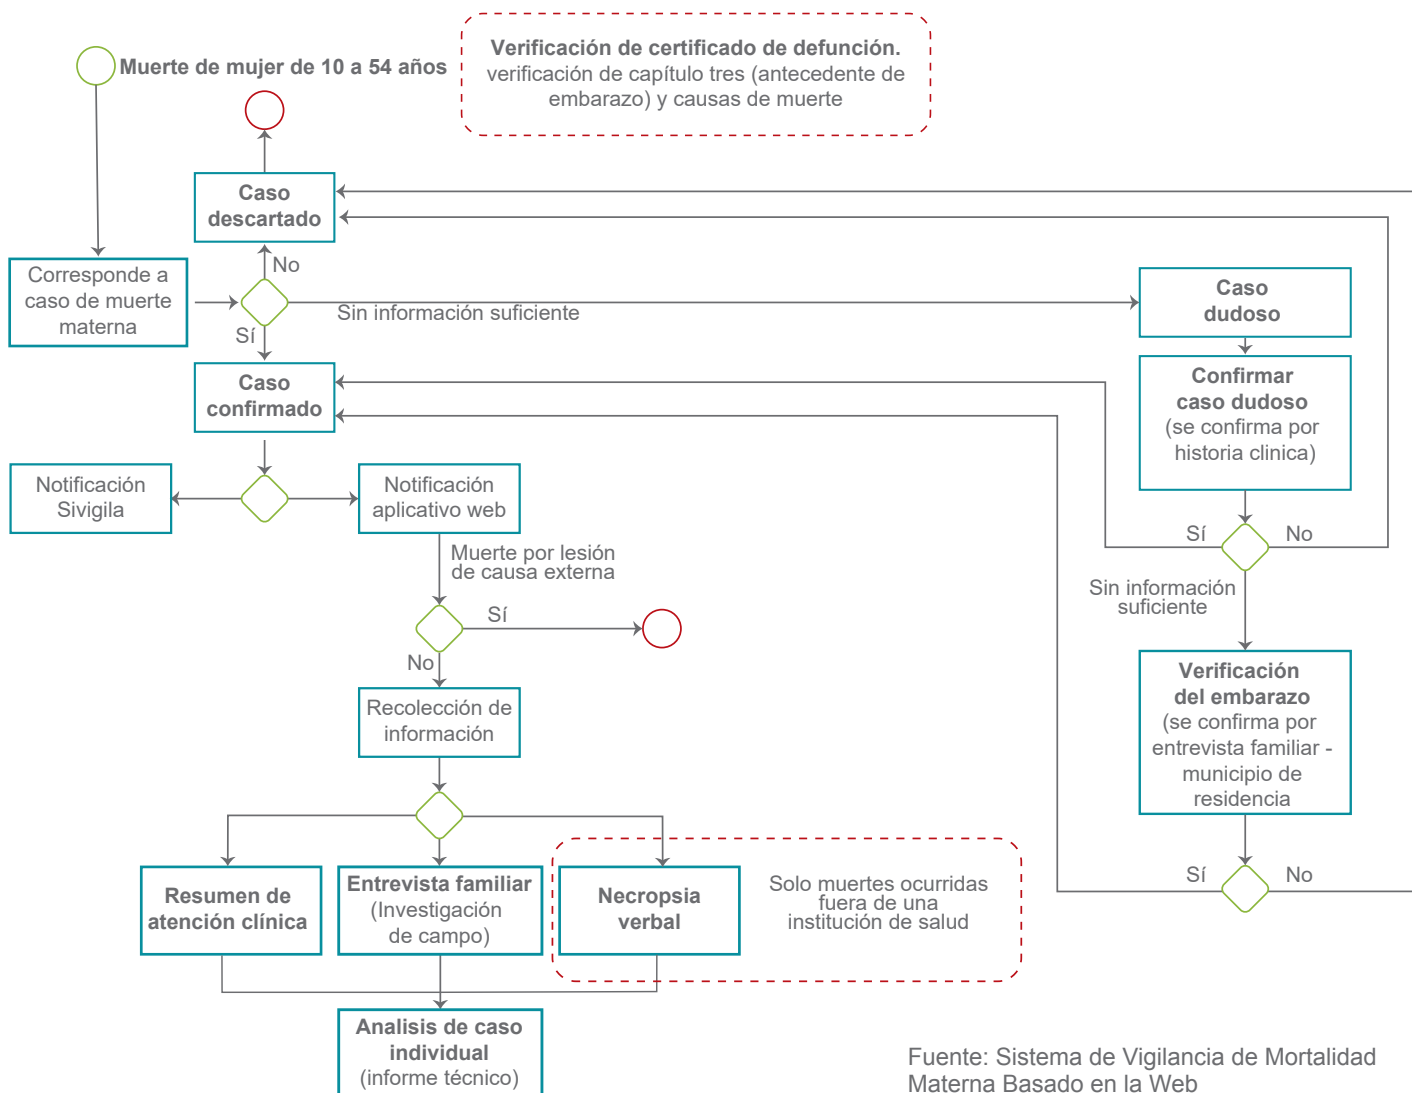 Muerte de mujer de 10 a 54 años
Verificación de certificado de defunción.
verificación de capítulo tres (antecedente de
embarazo) y causas de muerte
Caso
descartado
No
Corresponde a
caso de muerte
materna
Sin información suficiente
Sí
Caso
dudoso
Caso
confirmado
Confirmar
caso dudoso
(se confirma por
historia clinica)
Notificación
Sivigila
Notificación
aplicativo web
Sí
No
Muerte por lesión
de causa externa
Sin información
suficiente
Sí
No
Verificación
del embarazo
(se confirma por
entrevista familiar -
municipio de
residencia
Recolección de
información
Sí
No
Resumen de
atención clínica
Entrevista familiar
(Investigación
de campo)
Necropsia
verbal
Solo muertes ocurridas
fuera de una
institución de salud
Analisis de caso
individual
(informe técnico)
Fuente: Sistema de Vigilancia de Mortalidad
Materna Basado en la Web